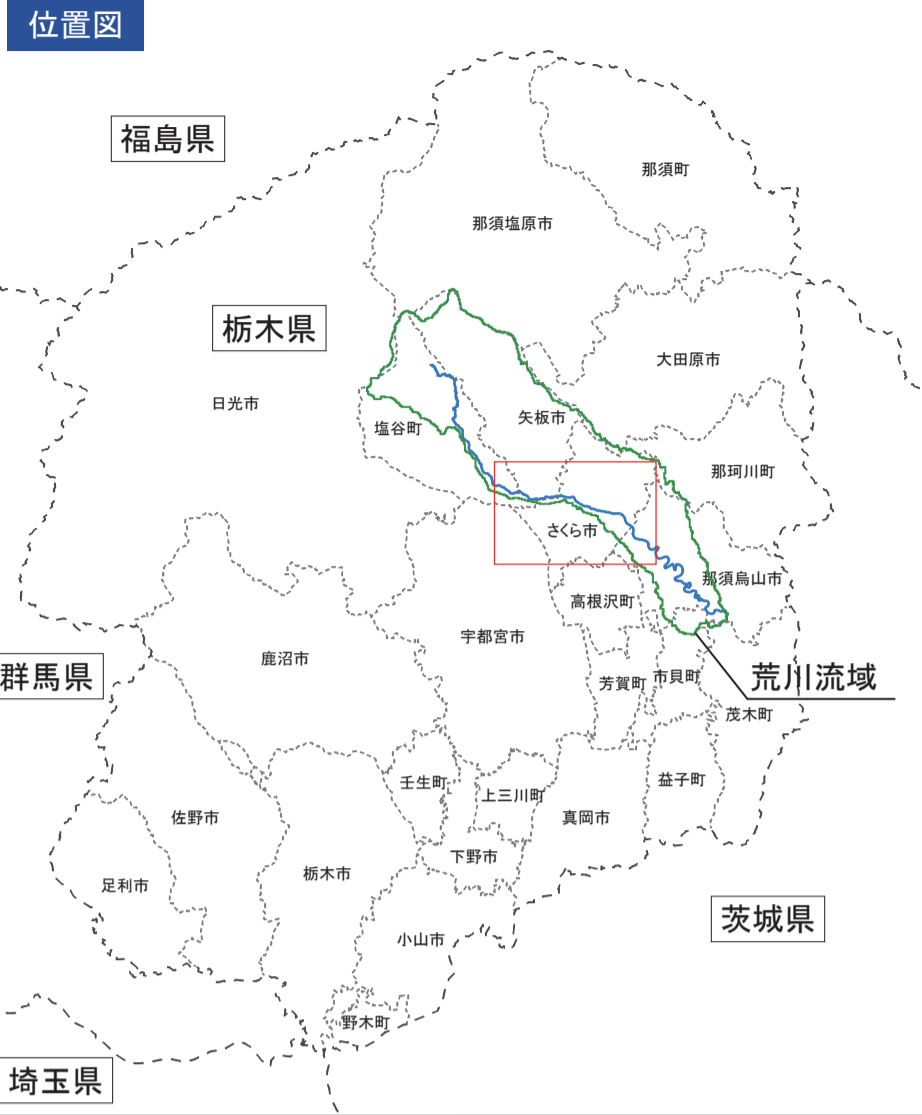 位置図
福島県
那須町
那須塩原市
栃木県
大田原市
日光市
矢板市
塩谷町
那珂川町
さくら市
那須烏山市
高根沢町
宇都宮市
鹿沼市
群馬県
芳賀町
市貝町
荒川流域
茂木町
壬生町
上三川町
益子町
佐野市
真岡市
下野市
栃木市
足利市
茨城県
小山市
野木町
埼玉県